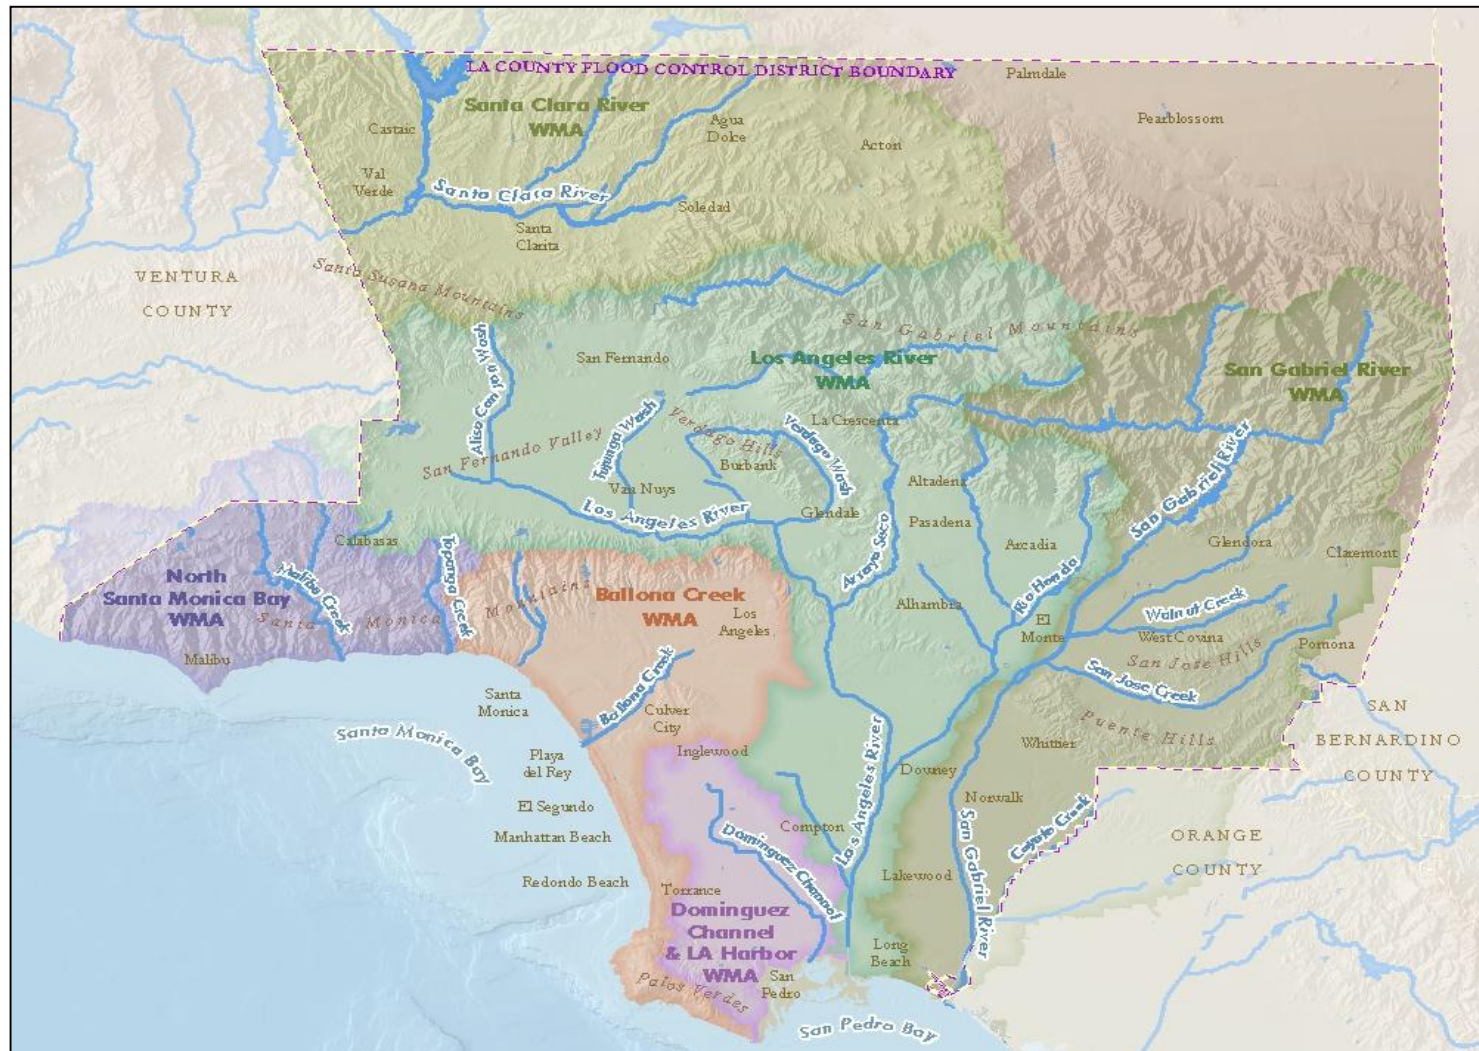 LA COUNTY FLOOD CONTROL DISTRICT BOUNDARY
Palmdale
Santa Clara River
WMA
Pearblossom
Castaic
Agua
Dolce
Acton
Val
Verde
Santa Clara River
Soledad
Santa
Clarita
VENTURA
COUNTY
Santa Susana Mountains
San Gabriel Mountains
Aliso Can Wash
San Fernando
Los Angeles River
WMA
San Gabriel River
WMA
Tujunga Wash
Verdago Hills
Verdago Wash
La Crescenta
San Fernando Valley
Burbank
Van Nuys
Altadena
San Gabriel River
Los Angeles River
Glendale
Pasadena
Arroyo Seco
Arcadia
Glendora
Claremont
Calabasas
Topanga Creek
North
Santa Monica Bay
WMA
Malibu Creek
Santa Monica Mountains
Ballona Creek
WMA
Los
Angeles
Alhambra
Rio Hondo
El
Monte
Walnut Creek
West Covina
San Jose Hills
Pomona
Malibu
San Jose Creek
Santa
Monica
Ballona Creek
Culver
City
Puente Hills
SAN
BERNARDINO
COUNTY
Santa Monica Bay
Inglewood
Whittier
Playa
del Rey
Los Angeles River
Downey
El Segundo
Norwalk
Manhattan Beach
Compton
Dominguez Channel
San Gabriel River
Coyote Creek
ORANGE
COUNTY
Redondo Beach
Torrance
Lakewood
Dominguez
Channel
& LA Harbor
WMA
Long
Beach
Palos Verdes
San
Pedro
San Pedro Bay